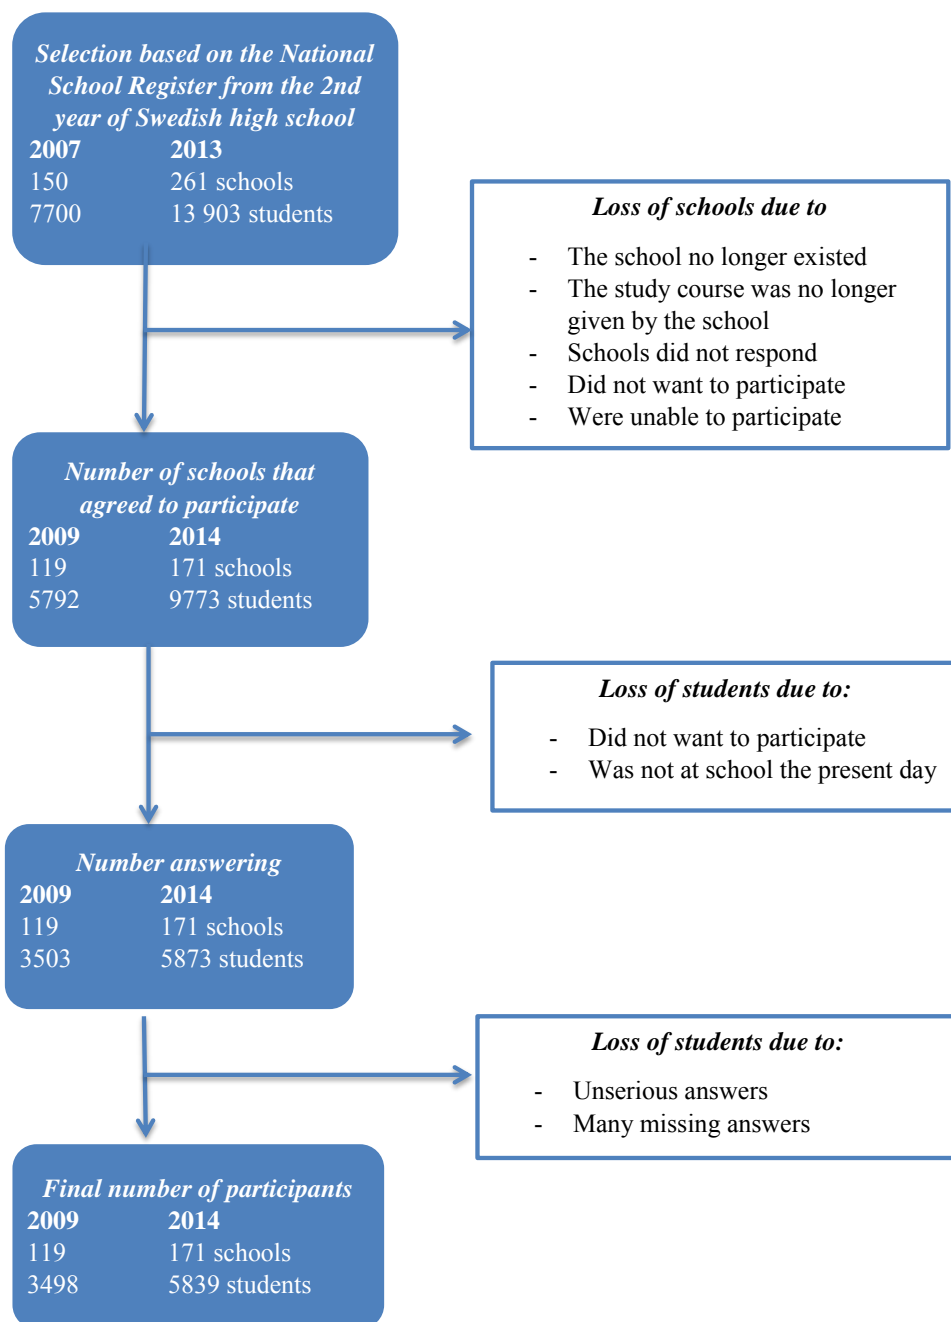 Selection based on the National
School Register from the 2nd
year of Swedish high school
2007 2013
150 261 schools
7700 13 903 students
Loss of schools due to
- The school no longer existed
- The study course was no longer
given by the school
- Schools did not respond
- Did not want to participate
- Were unable to participate
Number of schools that
agreed to participate
2009 2014
119 171 schools
5792 9773 students
Loss of students due to:
- Did not want to participate
- Was not at school the present day
Number answering
2009 2014
119 171 schools
3503 5873 students
Loss of students due to:
- Unserious answers
- Many missing answers
Final number of participants
2009 2014
119 171 schools
3498 5839 students